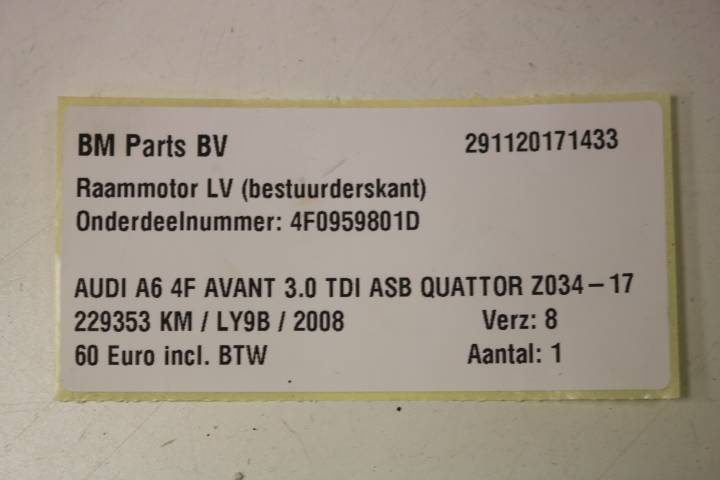 BM Parts BV 291120171433
Raammotor LV (bestuurderskant)
Onderdeelnummer: 4F0959801D
AUDI A6 4F AVANT 3.0 TDI ASB QUATTOR Z034-17
229353 KM / LY9B / 2008 Verz: 8
60 Euro incl. BTW Aantal: 1